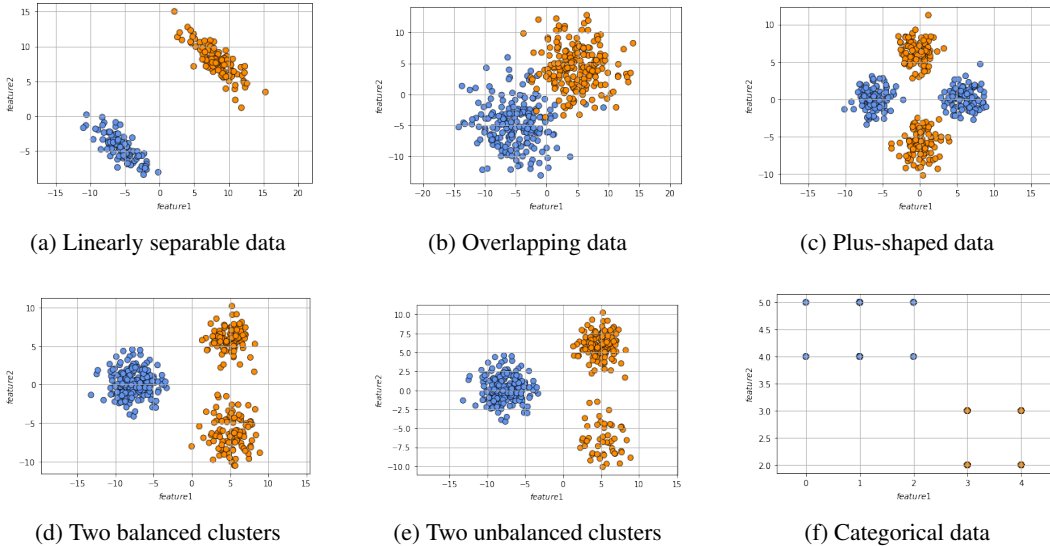 15
10
5
0
−5
−15 −10 −5 0 5 10 15 20
feature1
feature2
(a) Linearly separable data
10
5
0
−5
−10
−20 −15 −10 −5 0 5 10 15 20
feature1
feature2
(b) Overlapping data
10
5
0
−5
−10
−15 −10 −5 0 5 10 15
feature1
feature2
(c) Plus-shaped data
10
5
0
−5
−10
−15 −10 −5 0 5 10 15
feature1
feature2
(d) Two balanced clusters
10.0
7.5
5.0
2.5
0.0
−2.5
−5.0
−7.5
−10.0
−15 −10 −5 0 5 10 15
feature1
feature2
(e) Two unbalanced clusters
5.0
4.5
4.0
3.5
3.0
2.5
2.0
0 1 2 3 4
feature1
feature2
(f) Categorical data